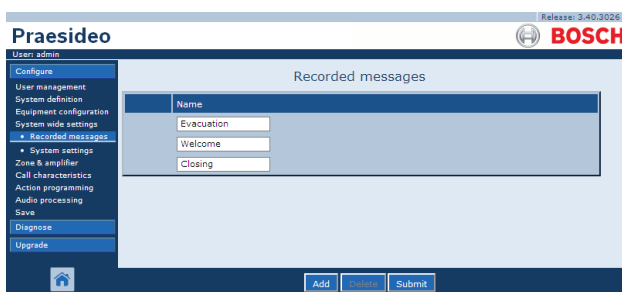 Release: 3.40.3026
Praesideo
BOSCH
User: admin
Configure
User management
System definition
Equipment configuration
System wide settings
• Recorded messages
• System settings
Zone & amplifier
Call characteristics
Action programming
Audio processing
Save
Diagnose
Upgrade
Recorded messages
Name
Evacuation
Welcome
Closing
Add Delete Submit